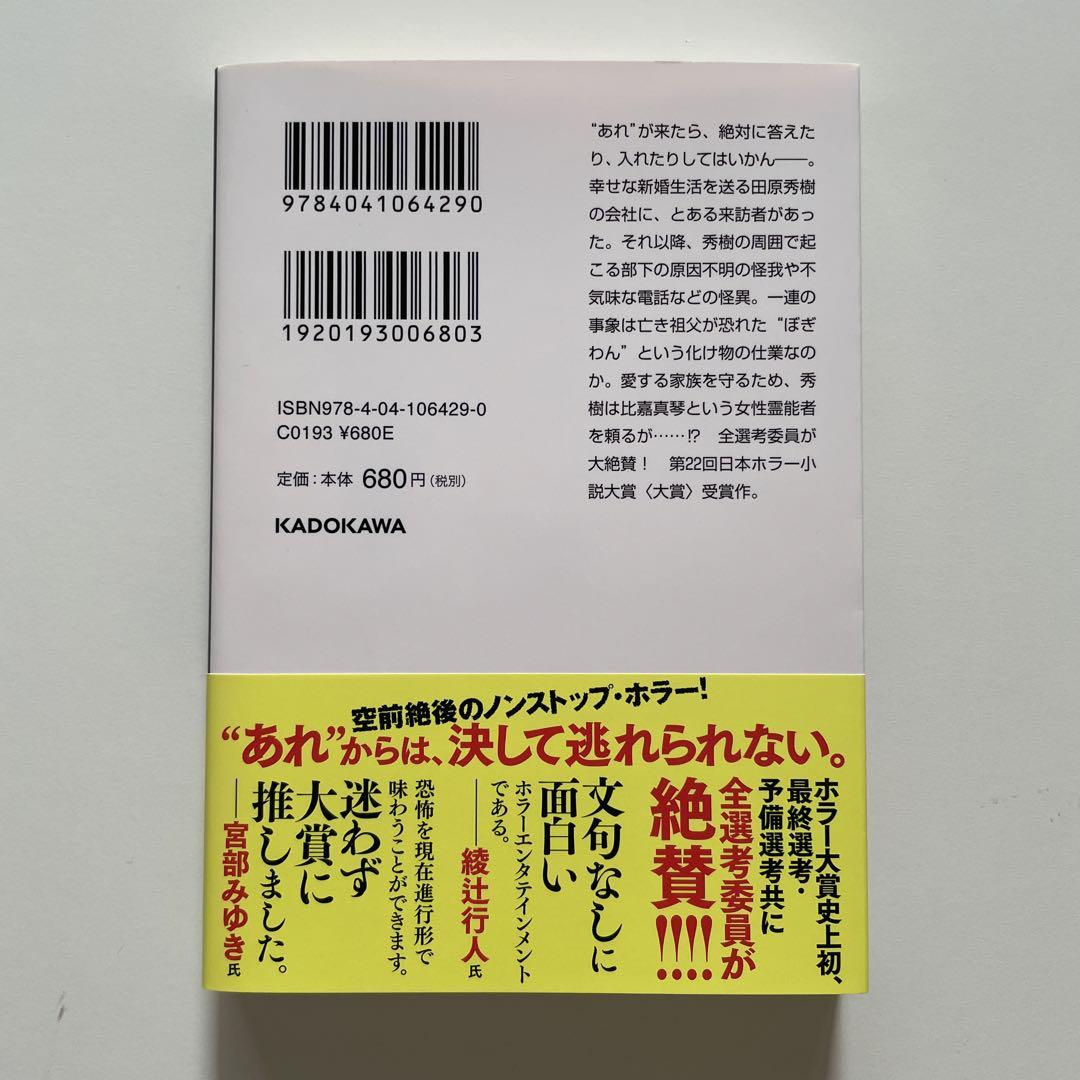 9784041064290
1920193006803
ISBN978-4-04-106429-0
C0193 ¥680E
定価：本体 680円（税別）
KADOKAWA
“あれ”が来たら、絶対に答えた
り、入れたりしてはいかん――。
幸せな新婚生活を送る田原秀樹
の会社に、とある来訪者があっ
た。それ以降、秀樹の周囲で起
こる部下の原因不明の怪我や不
気味な電話などの怪異。一連の
事象は亡き祖父が恐れた“ぼぎ
わん”という化け物の仕業なの
か。愛する家族を守るため、秀
樹は比嘉真琴という女性霊能者
を頼るが……!?　全選考委員が
大絶賛！　第22回日本ホラー小
説大賞〈大賞〉受賞作。
空前絶後のノンストップ・ホラー！
“あれ”からは、決して逃れられない。
ホラー大賞史上初、
最終選考・
予備選考共に
全選考委員が
絶賛!!!!!
文句なしに
面白い
ホラーエンタテインメント
である。
――綾辻行人氏
恐怖を現在進行形で
味わうことができます。
迷わず
大賞に
推しました。
――宮部みゆき氏